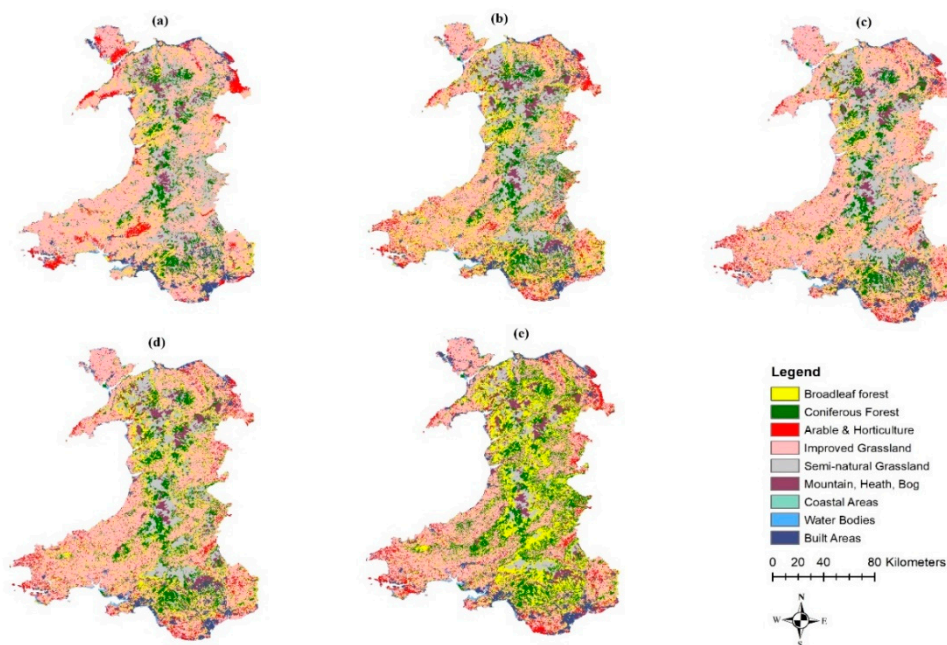 (a)
(b)
(c)
(d)
(e)
Legend
Broadleaf forest
Coniferous Forest
Arable & Horticulture
Improved Grassland
Semi-natural Grassland
Mountain, Heath, Bog
Coastal Areas
Water Bodies
Built Areas
0 20 40 80 Kilometers
N
W E
S